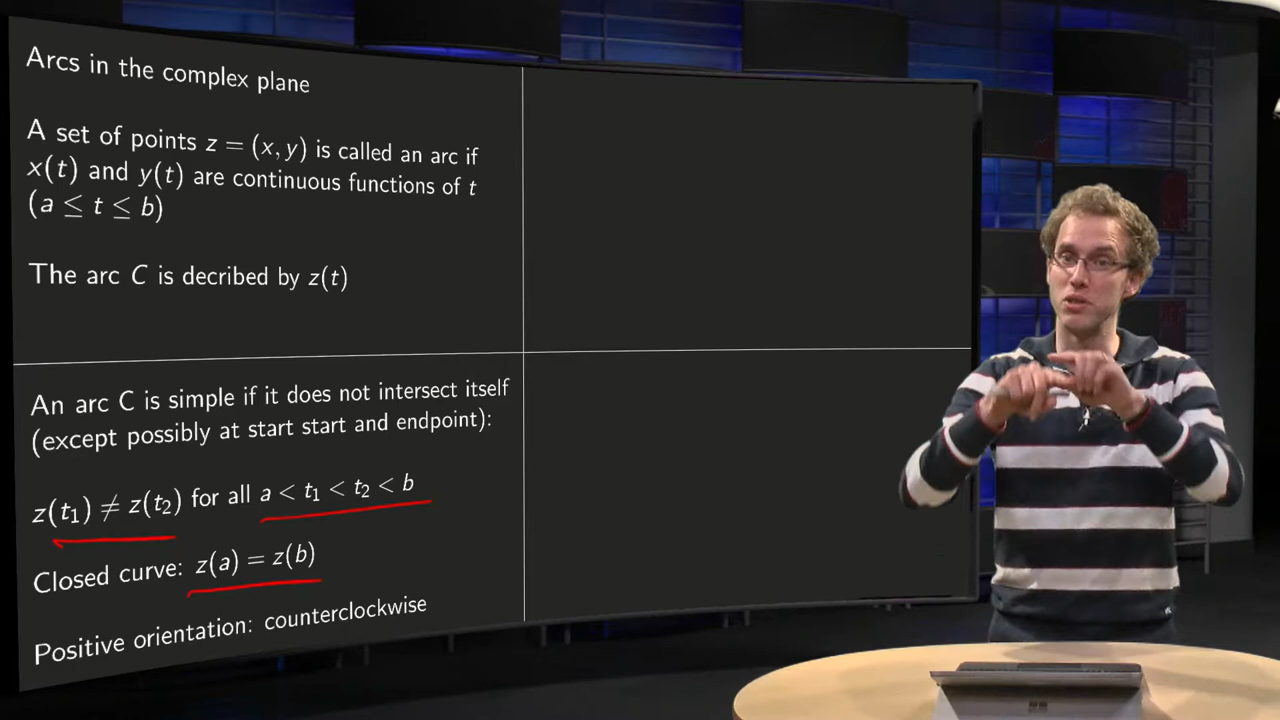 Arcs in the complex plane
A set of points z = (x, y) is called an arc if
x(t) and y(t) are continuous functions of t
(a ≤ t ≤ b)
The arc C is decribed by z(t)
An arc C is simple if it does not intersect itself
(except possibly at start start and endpoint):
z(t₁) ≠ z(t₂) for all a < t₁ < t₂ < b
Closed curve: z(a) = z(b)
Positive orientation: counterclockwise